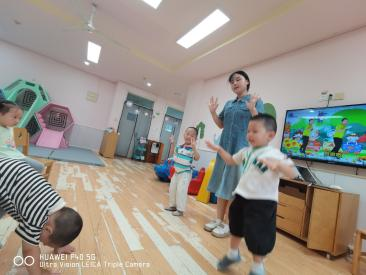 HUAWEI P40 5G
Ultra Vision LEICA Triple Camera